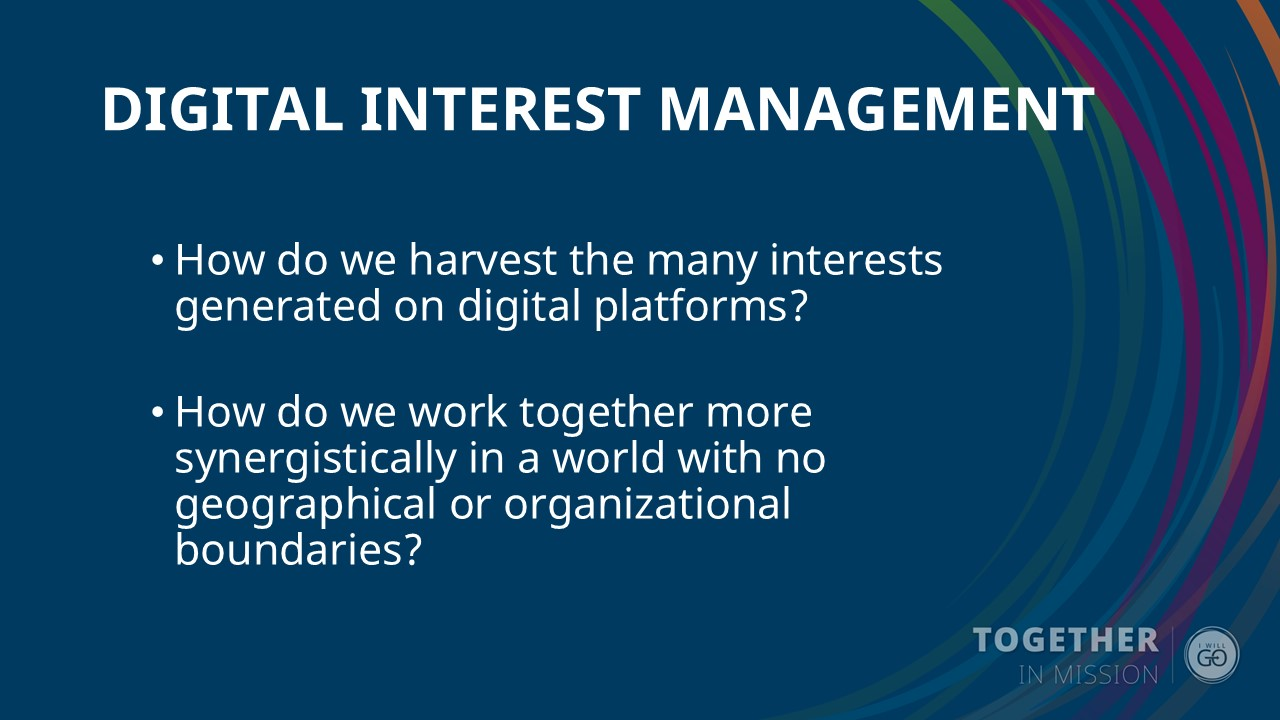 DIGITAL INTEREST MANAGEMENT
• How do we harvest the many interests
generated on digital platforms?
• How do we work together more
synergistically in a world with no
geographical or organizational
boundaries?
TOGETHER
IN MISSION
I WILL
GO